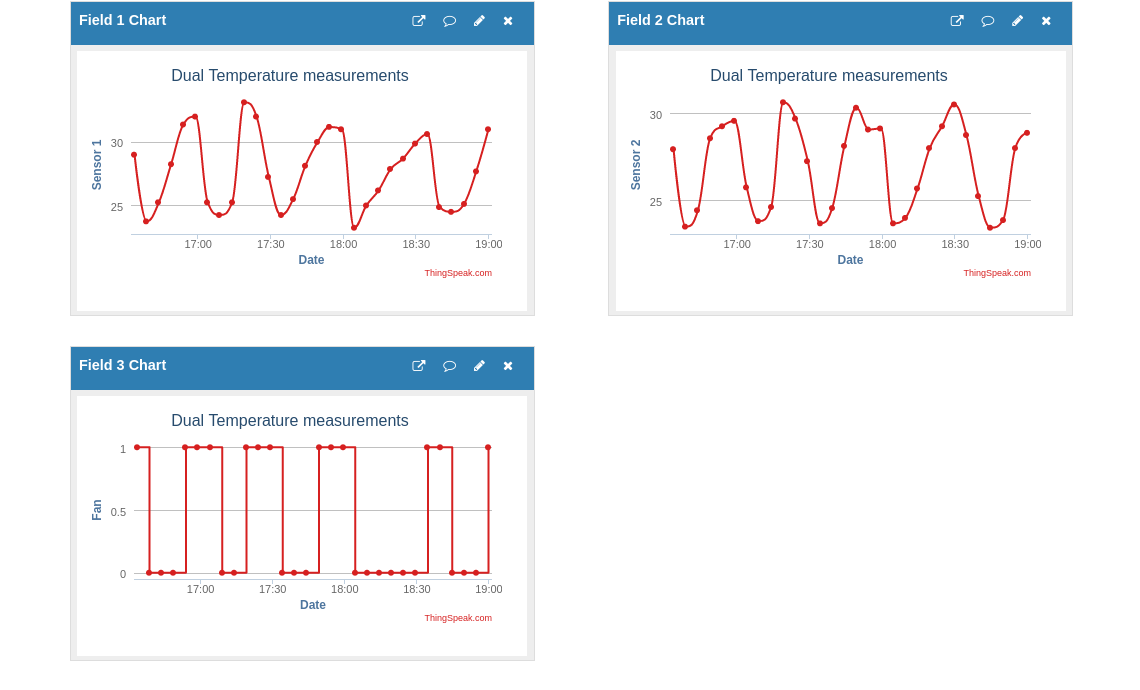 Field 1 Chart
Dual Temperature measurements
Sensor 1
30
25
17:00 17:30 18:00 18:30 19:00
Date
ThingSpeak.com
Field 2 Chart
Dual Temperature measurements
Sensor 2
30
25
17:00 17:30 18:00 18:30 19:00
Date
ThingSpeak.com
Field 3 Chart
Dual Temperature measurements
Fan
1
0.5
0
17:00 17:30 18:00 18:30 19:00
Date
ThingSpeak.com